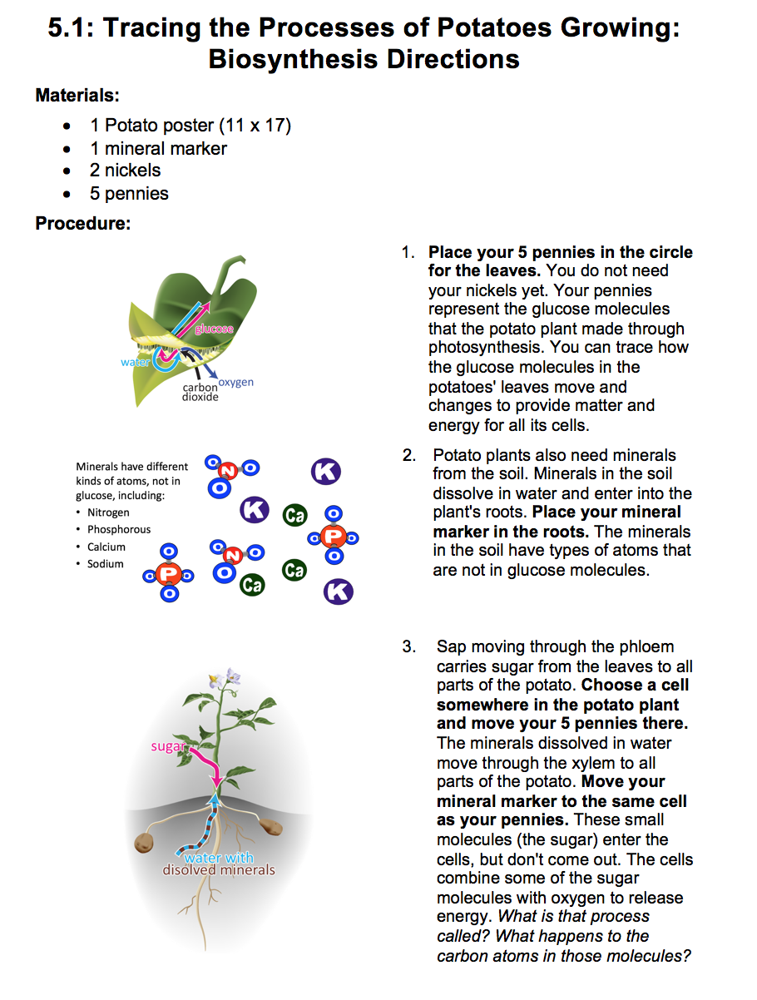 5.1: Tracing the Processes of Potatoes Growing:
Biosynthesis Directions
Materials:
• 1 Potato poster (11 x 17)
• 1 mineral marker
• 2 nickels
• 5 pennies
Procedure:
glucose
water
oxygen
carbon
dioxide
1. Place your 5 pennies in the circle
for the leaves. You do not need
your nickels yet. Your pennies
represent the glucose molecules
that the potato plant made through
photosynthesis. You can trace how
the glucose molecules in the
potatoes' leaves move and
changes to provide matter and
energy for all its cells.
Minerals have different
kinds of atoms, not in
glucose, including:
• Nitrogen
• Phosphorous
• Calcium
• Sodium
O
N
O
O
K
K
Ca
O
O
P
O
O
O
N
O
O
Ca
Ca
K
O
O
P
O
O
2. Potato plants also need minerals
from the soil. Minerals in the soil
dissolve in water and enter into the
plant's roots. Place your mineral
marker in the roots. The minerals
in the soil have types of atoms that
are not in glucose molecules.
sugar
water with
disolved minerals
3. Sap moving through the phloem
carries sugar from the leaves to all
parts of the potato. Choose a cell
somewhere in the potato plant
and move your 5 pennies there.
The minerals dissolved in water
move through the xylem to all
parts of the potato. Move your
mineral marker to the same cell
as your pennies. These small
molecules (the sugar) enter the
cells, but don't come out. The cells
combine some of the sugar
molecules with oxygen to release
energy. What is that process
called? What happens to the
carbon atoms in those molecules?